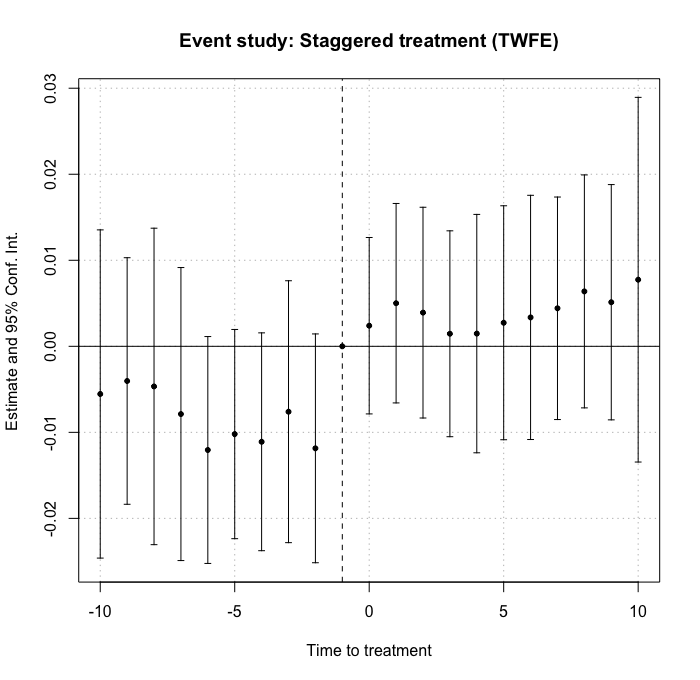 Event study: Staggered treatment (TWFE)
Estimate and 95% Conf. Int.
0.03
0.02
0.01
0.00
-0.01
-0.02
-10 -5 0 5 10
Time to treatment